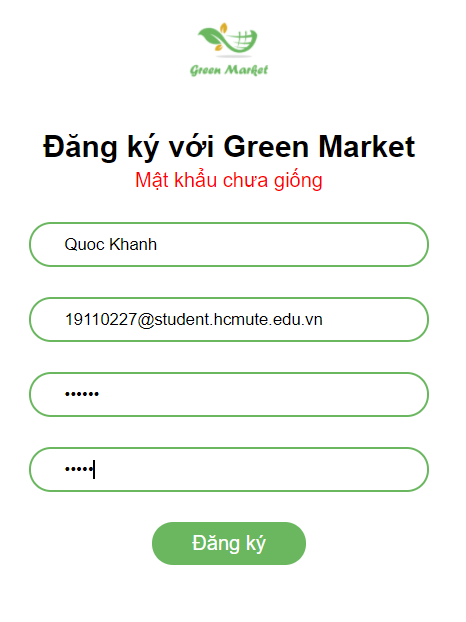 Green Market
Đăng ký với Green Market
Mật khẩu chưa giống
Quoc Khanh
19110227@student.hcmute.edu.vn
••••••
•••••
Đăng ký